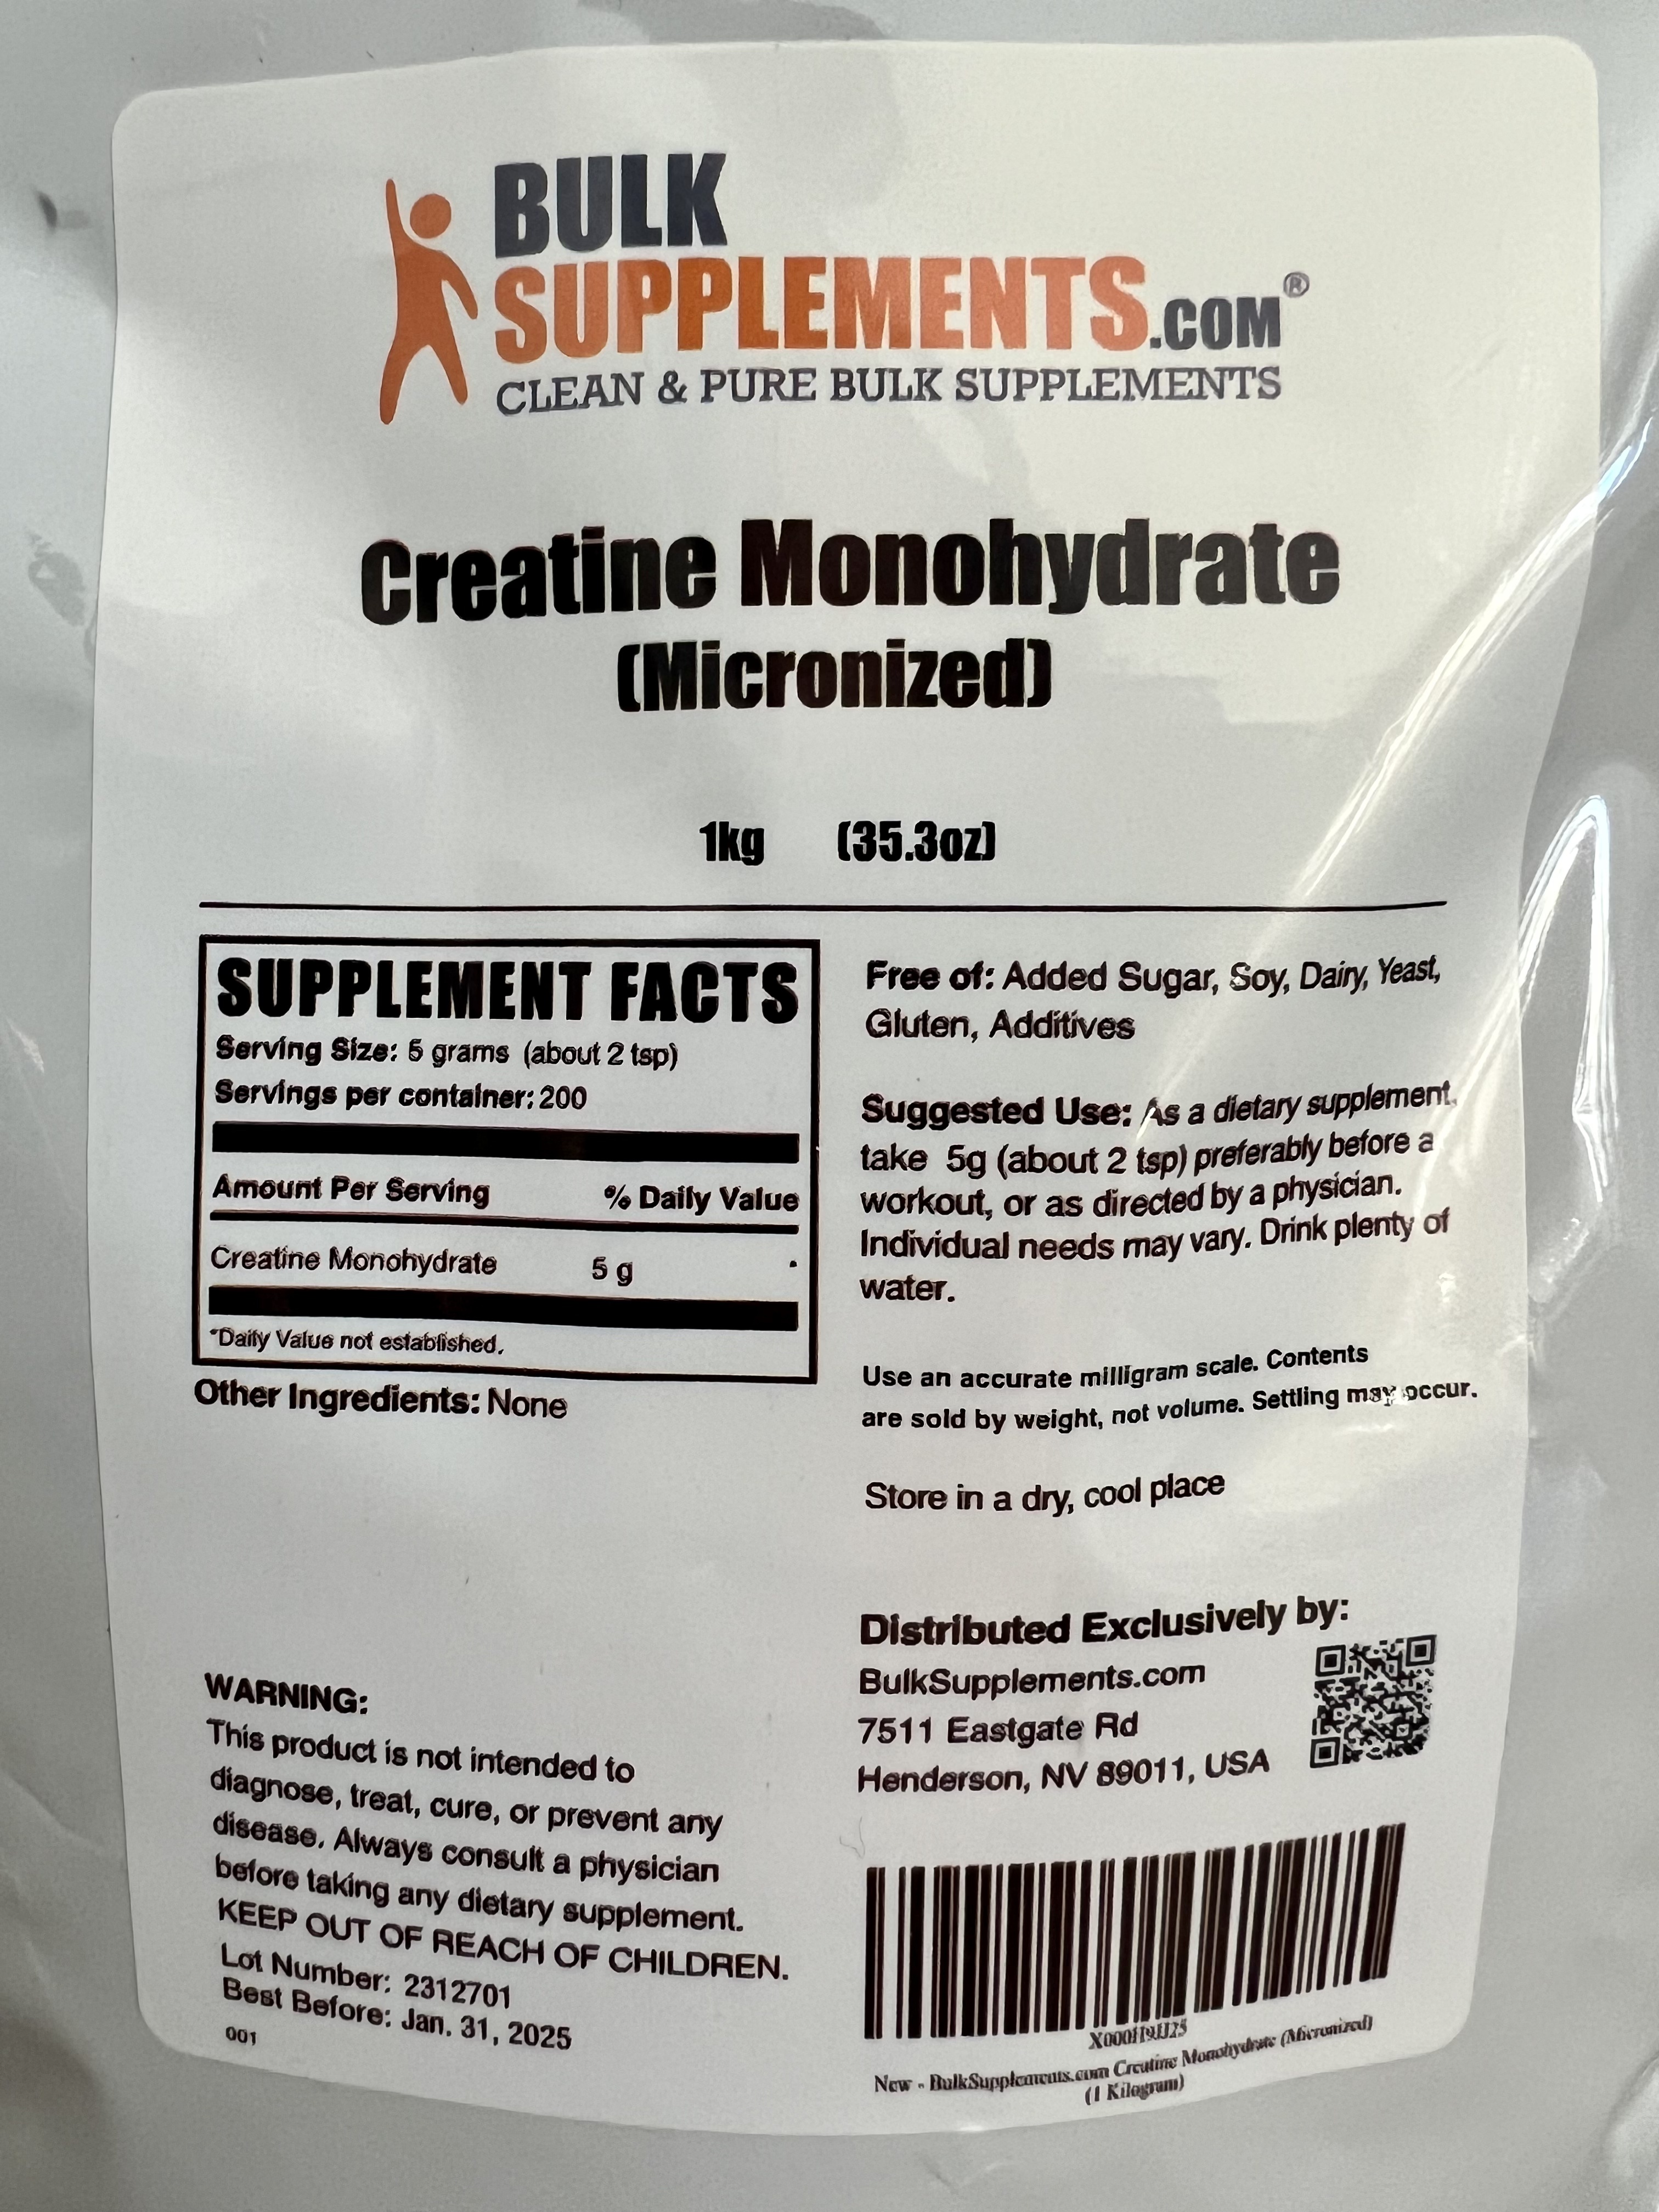 BULK
SUPPLEMENTS.COM®
CLEAN & PURE BULK SUPPLEMENTS
Creatine Monohydrate
(Micronized)
1kg (35.3oz)
SUPPLEMENT FACTS
Serving Size: 5 grams (about 2 tsp)
Servings per container: 200
Amount Per Serving % Daily Value
Creatine Monohydrate 5 g *
*Daily Value not established.
Other Ingredients: None
Free of: Added Sugar, Soy, Dairy, Yeast,
Gluten, Additives
Suggested Use: As a dietary supplement,
take 5g (about 2 tsp) preferably before a
workout, or as directed by a physician.
Individual needs may vary. Drink plenty of
water.
Use an accurate milligram scale. Contents
are sold by weight, not volume. Settling may occur.
Store in a dry, cool place
WARNING:
This product is not intended to
diagnose, treat, cure, or prevent any
disease. Always consult a physician
before taking any dietary supplement.
KEEP OUT OF REACH OF CHILDREN.
Lot Number: 2312701
Best Before: Jan. 31, 2025
001
Distributed Exclusively by:
BulkSupplements.com
7511 Eastgate Rd
Henderson, NV 89011, USA
New - BulkSupplements.com Creatine Monohydrate (Micronized)
(1 Kilogram)